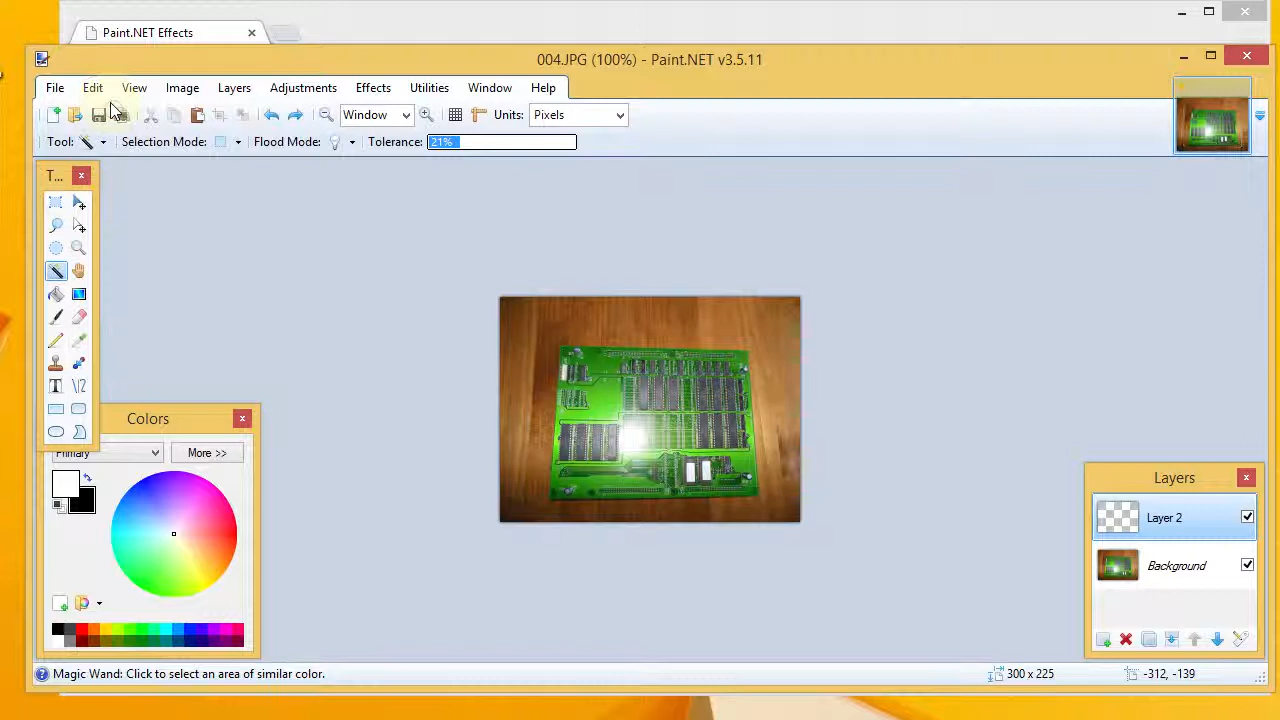 Paint.NET Effects
004.JPG (100%) - Paint.NET v3.5.11
File Edit View Image Layers Adjustments Effects Utilities Window Help
Window Units: Pixels
Tool: Selection Mode: Flood Mode: Tolerance: 21%
T...
Colors
Primary More >>
Layers
Layer 2
Background
Magic Wand: Click to select an area of similar color. 300 x 225 -312, -139